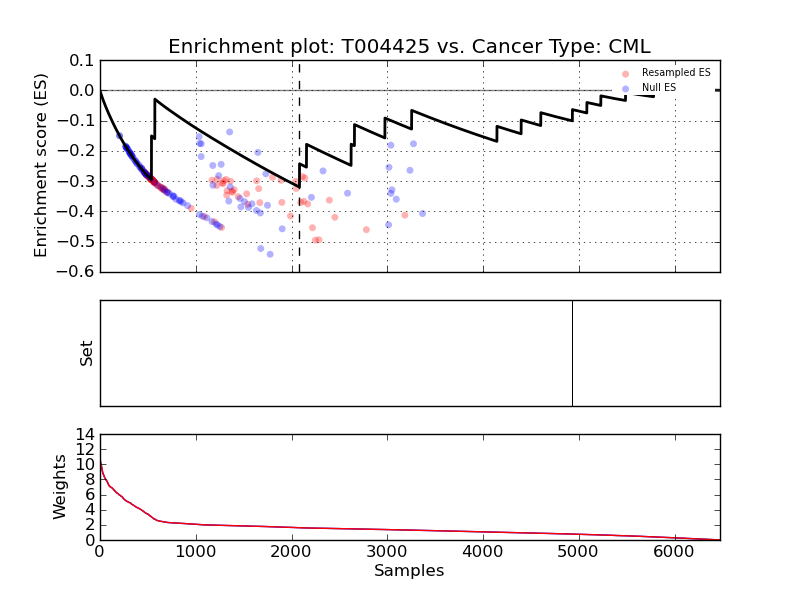 Enrichment plot: T004425 vs. Cancer Type: CML
Enrichment score (ES)
0.1
0.0
−0.1
−0.2
−0.3
−0.4
−0.5
−0.6
Resampled ES
Null ES
Set
Weights
14
12
10
8
6
4
2
0
0 1000 2000 3000 4000 5000 6000
Samples